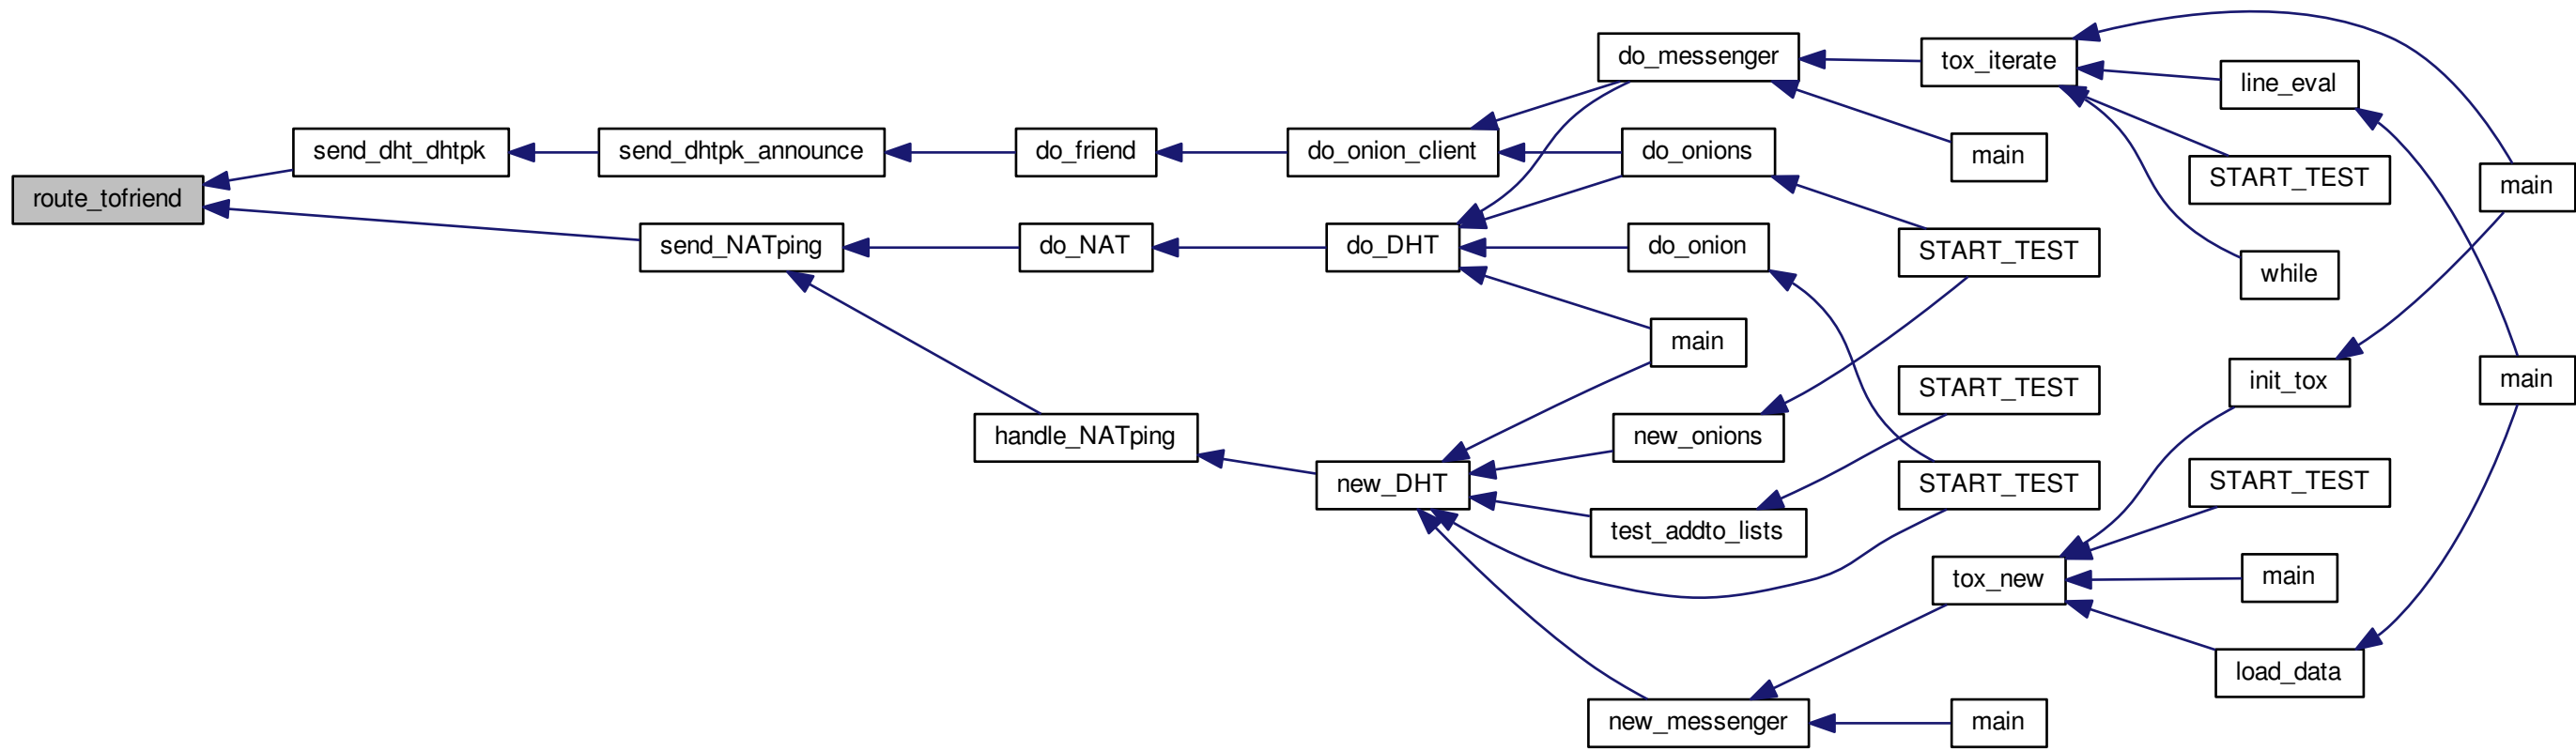 route_tofriend
send_dht_dhtpk
send_dhtpk_announce
do_friend
do_onion_client
do_messenger
tox_iterate
line_eval
main
do_onions
main
START_TEST
main
send_NATping
do_NAT
do_DHT
do_onion
START_TEST
while
main
START_TEST
init_tox
main
handle_NATping
new_DHT
new_onions
START_TEST
START_TEST
test_addto_lists
tox_new
main
load_data
new_messenger
main